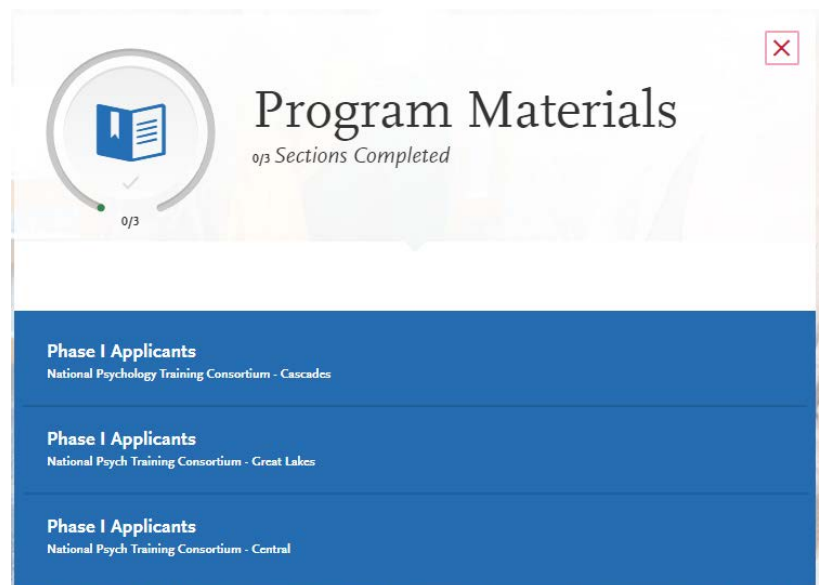 Program Materials
0/3 Sections Completed
0/3
Phase I Applicants
National Psychology Training Consortium - Cascades
Phase I Applicants
National Psych Training Consortium - Great Lakes
Phase I Applicants
National Psych Training Consortium - Central